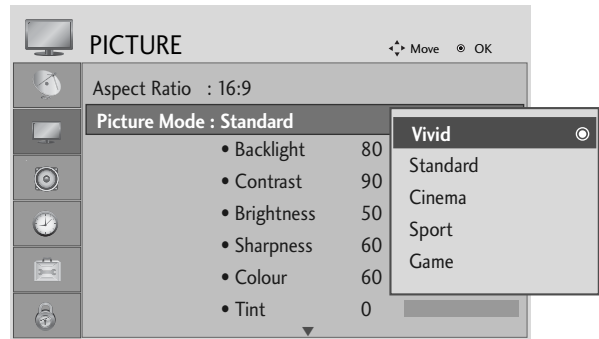 PICTURE Move OK
Aspect Ratio : 16:9
Picture Mode : Standard
• Backlight 80
• Contrast 90
• Brightness 50
• Sharpness 60
• Colour 60
• Tint 0
Vivid
Standard
Cinema
Sport
Game